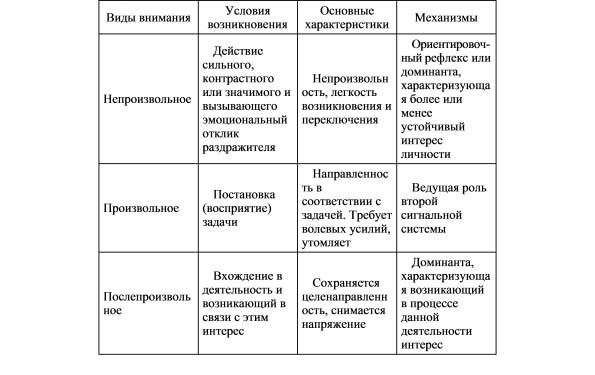 Виды внимания
Условия
возникновения
Основные
характеристики
Механизмы
Непроизвольное
Действие
сильного,
контрастного
или значимого и
вызывающего
эмоциональный
отклик
раздражителя
Непроизвольн
ость, легкость
возникновения и
переключения
Ориентировоч-
ный рефлекс или
доминанта,
характеризующа
я более или
менее
устойчивый
интерес
личности
Произвольное
Постановка
(восприятие)
задачи
Направленнос
ть в
соответствии с
задачей. Требует
волевых усилий,
утомляет
Ведущая роль
второй
сигнальной
системы
Послепроизволь
ное
Вхождение в
деятельность и
возникающий в
связи с этим
интерес
Сохраняется
целенаправленн
ость, снимается
напряжение
Доминанта,
характеризующа
я возникающий
в процессе
данной
деятельности
интерес